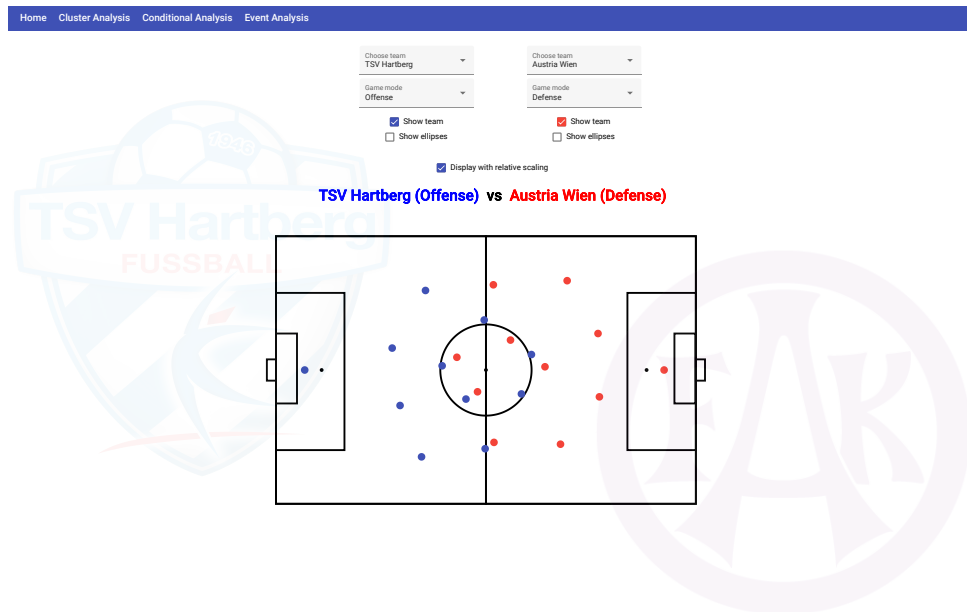 Home Cluster Analysis Conditional Analysis Event Analysis
Choose team
TSV Hartberg
Choose team
Austria Wien
Game mode
Offense
Game mode
Defense
Show team
Show team
Show ellipses
Show ellipses
Display with relative scaling
TSV Hartberg (Offense) vs Austria Wien (Defense)
1946
TSV Hartberg
FUSSBALL
FAK